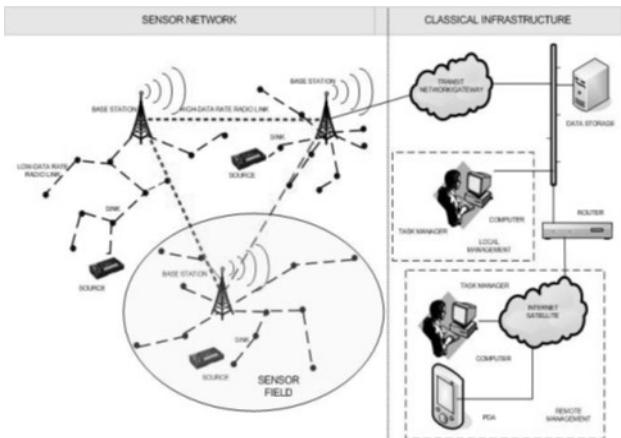 SENSOR NETWORK
CLASSICAL INFRASTRUCTURE
BASE STATION
BASE STATION
HIGH DATA RATE RADIO LINK
TRANSIT
NETWORK/GATEWAY
DATA STORAGE
SINK
SOURCE
LOW-DATA RATE
RADIO LINK
SINK
SOURCE
TASK MANAGER
COMPUTER
LOCAL
MANAGEMENT
ROUTER
BASE STATION
SINK
SOURCE
SENSOR
FIELD
TASK MANAGER
INTERNET
SATELLITE
COMPUTER
PDA
REMOTE
MANAGEMENT